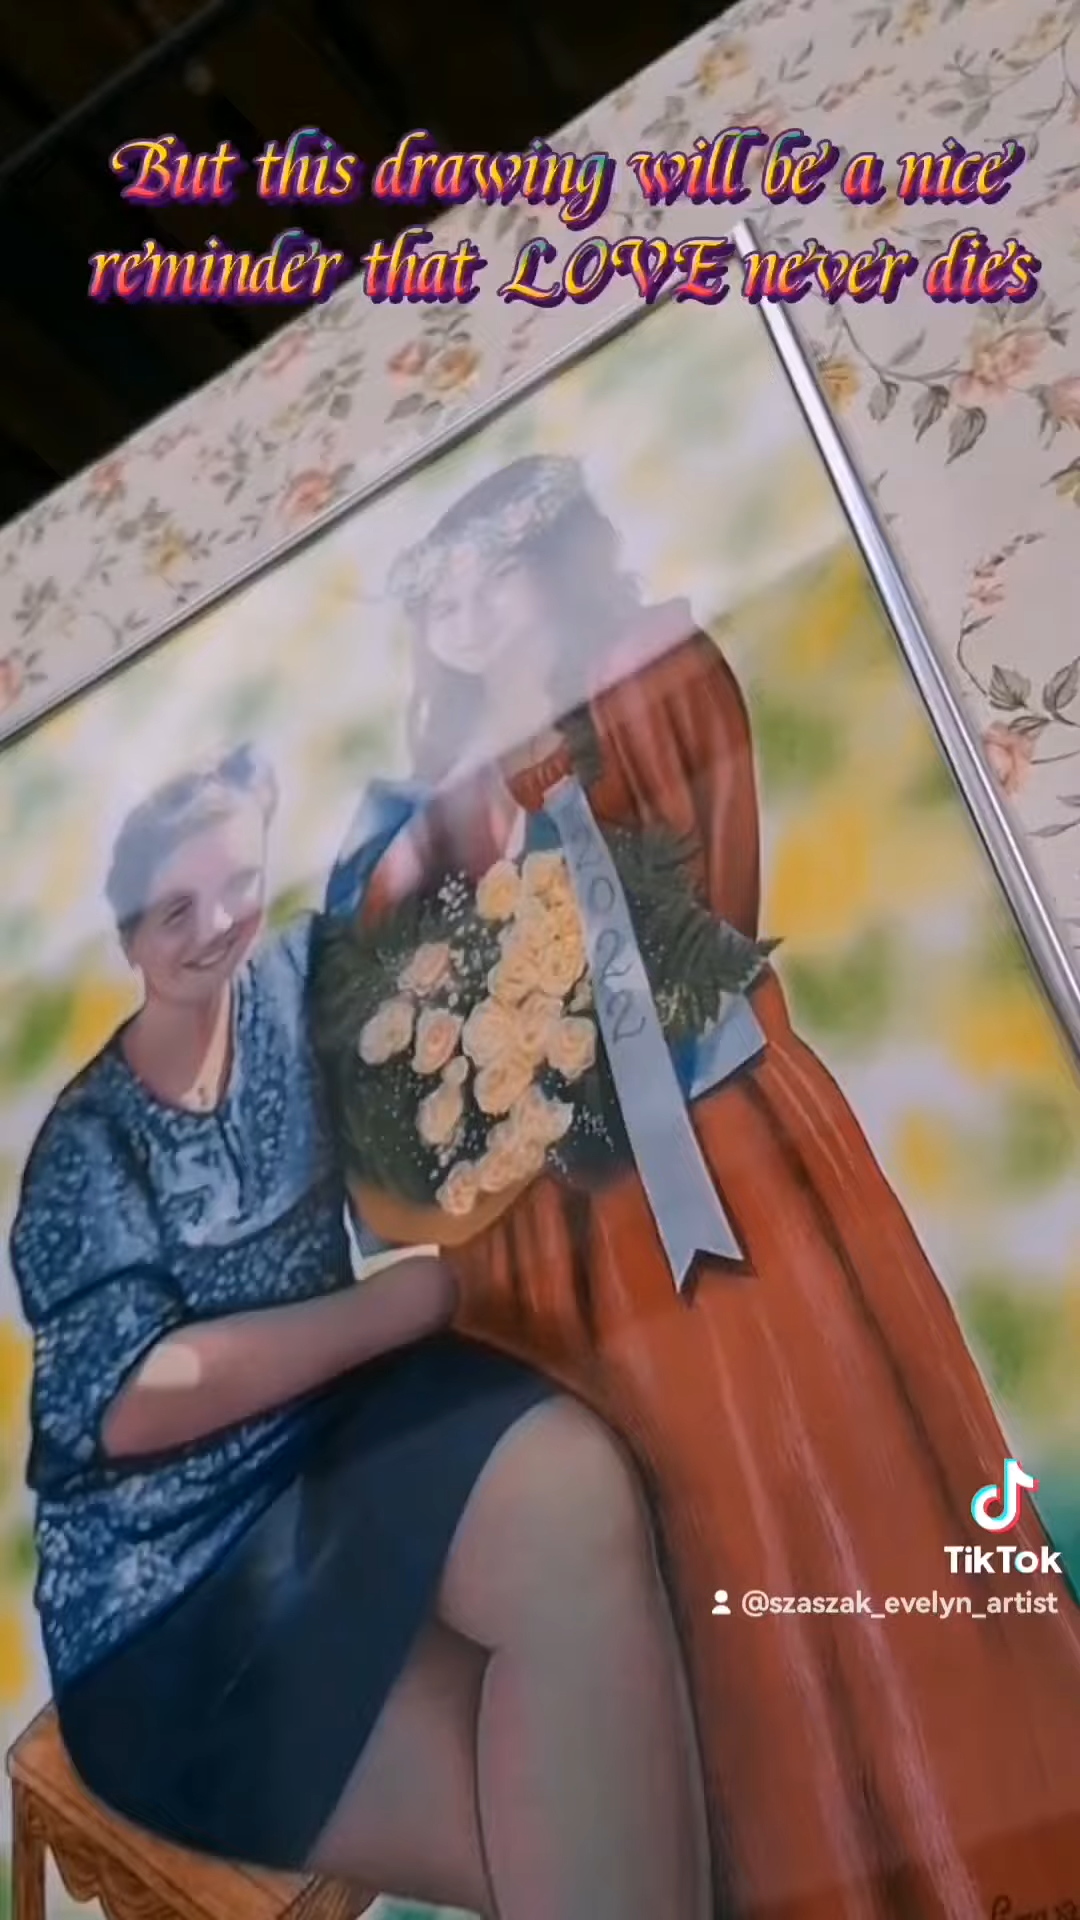 But this drawing will be a nice
reminder that LOVE never dies
2022
TikTok
@szaszak_evelyn_artist